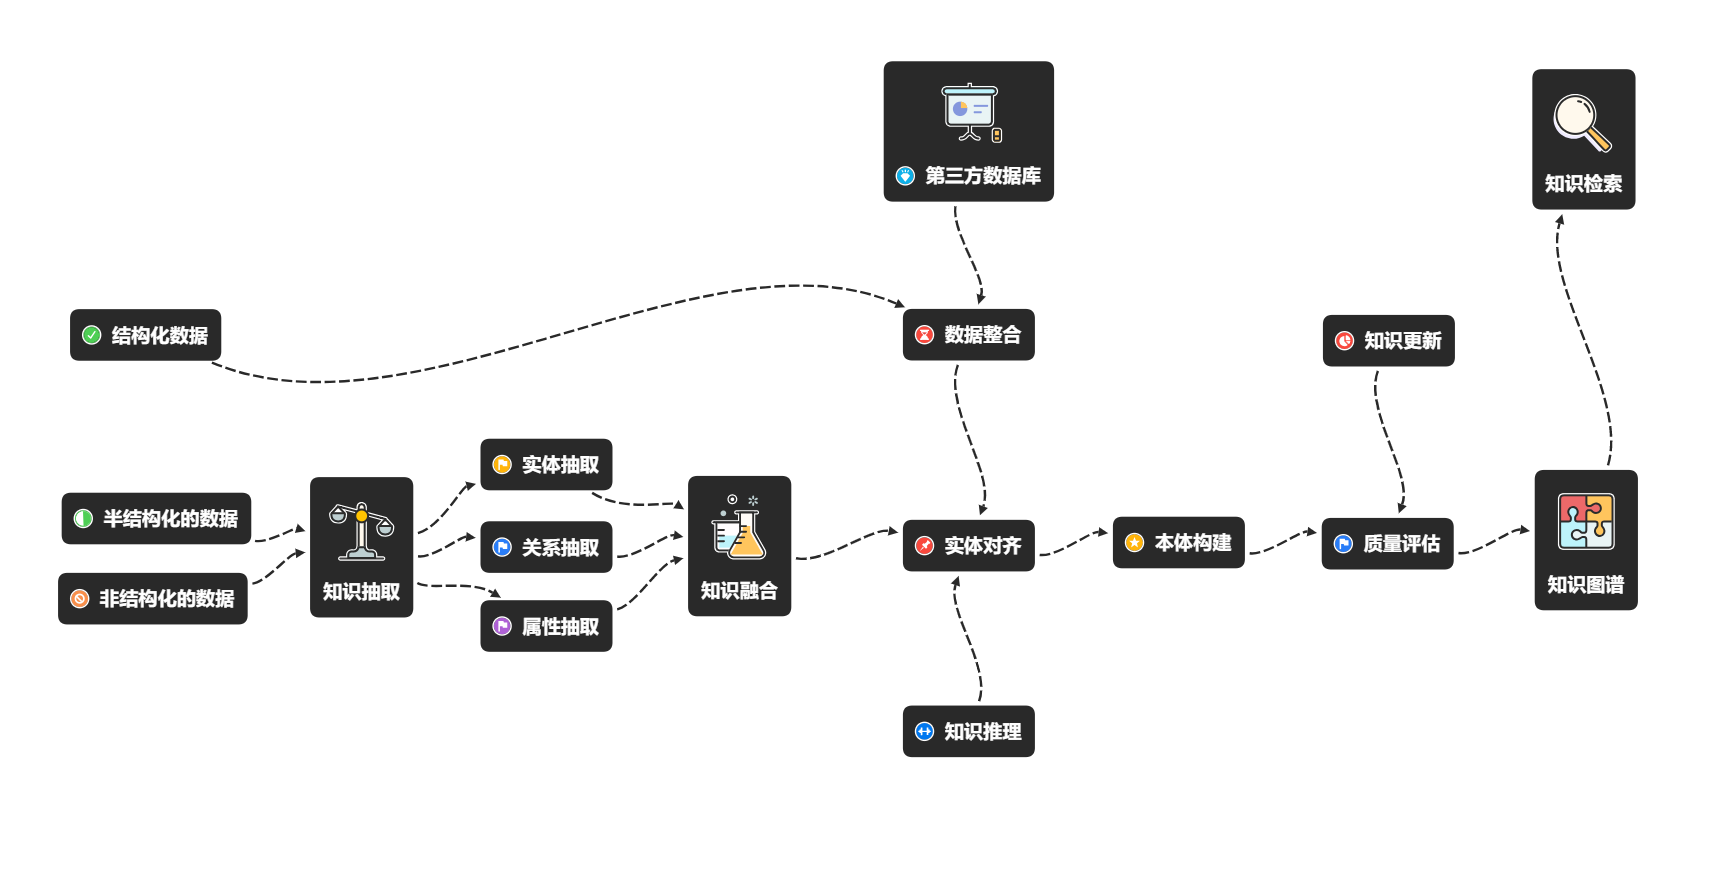 第三方数据库
知识检索
结构化数据
数据整合
知识更新
实体抽取
半结构化的数据
关系抽取
实体对齐
本体构建
质量评估
知识抽取
知识融合
知识图谱
非结构化的数据
属性抽取
知识推理